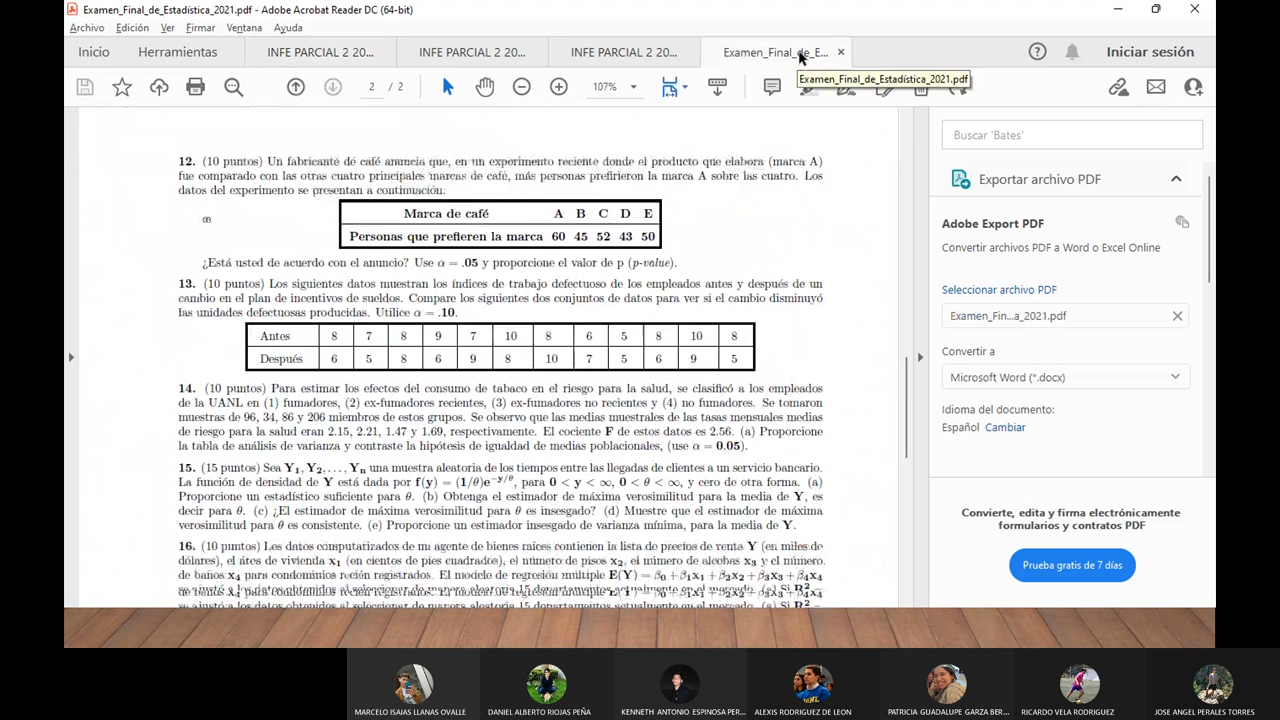 Examen_Final_de_Estadística_2021.pdf - Adobe Acrobat Reader DC (64-bit)
Archivo Edición Ver Firmar Ventana Ayuda
Inicio Herramientas INFE PARCIAL 2 20... INFE PARCIAL 2 20... INFE PARCIAL 2 20... Examen_Final_de_E... Iniciar sesión
Examen_Final_de_Estadística_2021.pdf
2 / 2 107%
12. (10 puntos) Un fabricante de café anuncia que, en un experimento reciente donde el producto que elabora (marca A)
fue comparado con las otras cuatro principales marcas de café, más personas prefirieron la marca A sobre las cuatro. Los
datos del experimento se presentan a continuación.
Marca de café A B C D E
Personas que prefieren la marca 60 45 52 43 50
¿Está usted de acuerdo con el anuncio? Use α = .05 y proporcione el valor de p (p-value).
13. (10 puntos) Los siguientes datos muestran los índices de trabajo defectuoso de los empleados antes y después de un
cambio en el plan de incentivos de sueldos. Compare los siguientes dos conjuntos de datos para ver si el cambio disminuyó
las unidades defectuosas producidas. Utilice α = .10.
Antes 8 7 8 9 7 10 8 6 5 8 10 8
Después 6 5 8 6 9 8 10 7 5 6 9 5
14. (10 puntos) Para estimar los efectos del consumo de tabaco en el riesgo para la salud, se clasificó a los empleados
de la UANL en (1) fumadores, (2) ex-fumadores recientes, (3) ex-fumadores no recientes y (4) no fumadores. Se tomaron
muestras de 96, 34, 86 y 206 miembros de estos grupos. Se observo que las medias muestrales de las tasas mensuales medias
de riesgo para la salud eran 2.15, 2.21, 1.47 y 1.69, respectivamente. El cociente F de estos datos es 2.56. (a) Proporcione
la tabla de análisis de varianza y contraste la hipótesis de igualdad de medias poblacionales, (use α = 0.05).
15. (15 puntos) Sea Y1, Y2, . . . , Yn una muestra aleatoria de los tiempos entre las llegadas de clientes a un servicio bancario.
La función de densidad de Y está dada por f(y) = (1/θ)e^−y/θ, para 0 < y < ∞, 0 < θ < ∞, y cero de otra forma. (a)
Proporcione un estadístico suficiente para θ. (b) Obtenga el estimador de máxima verosimilitud para la media de Y, es
decir para θ. (c) ¿El estimador de máxima verosimilitud para θ es insesgado? (d) Muestre que el estimador de máxima
verosimilitud para θ es consistente. (e) Proporcione un estimador insesgado de varianza mínima, para la media de Y.
16. (10 puntos) Los datos computarizados de un agente de bienes raíces contienen la lista de precios de venta Y (en miles de
dólares), el área de vivienda x1 (en cientos de pies cuadrados), el número de pisos x2, el número de alcobas x3 y el número
de baños x4 para condominios recién registrados. El modelo de regresión múltiple E(Y) = β0+β1x1+β2x2+β3x3+β4x4
Buscar 'Bates'
Exportar archivo PDF
Adobe Export PDF
Convertir archivos PDF a Word o Excel Online
Seleccionar archivo PDF
Examen_Fin...a_2021.pdf
Convertir a
Microsoft Word (*.docx)
Idioma del documento:
Español Cambiar
Convierte, edita y firma electrónicamente
formularios y contratos PDF
Prueba gratis de 7 días
MARCELO ISAIAS LLANAS OVALLE DANIEL ALBERTO RIOJAS PEÑA KENNETH ANTONIO ESPINOSA PER... ALEXIS RODRIGUEZ DE LEON PATRICIA GUADALUPE GARZA BER... RICARDO VELA RODRIGUEZ JOSE ANGEL PERALES TORRES